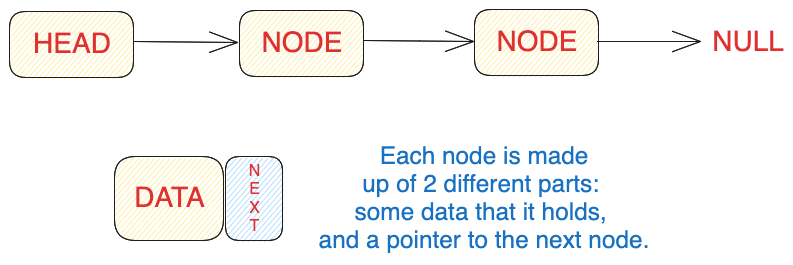 HEAD
NODE
NODE
NULL
DATA
NEXT
Each node is made
up of 2 different parts:
some data that it holds,
and a pointer to the next node.